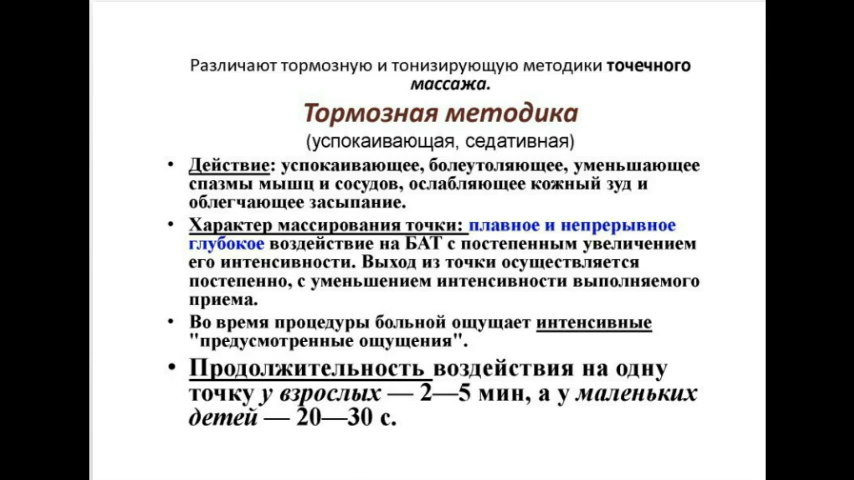 Различают тормозную и тонизирующую методики точечного
массажа.
Тормозная методика
(успокаивающая, седативная)
• Действие: успокаивающее, болеутоляющее, уменьшающее
спазмы мышц и сосудов, ослабляющее кожный зуд и
облегчающее засыпание.
• Характер массирования точки: плавное и непрерывное
глубокое воздействие на БАТ с постепенным увеличением
его интенсивности. Выход из точки осуществляется
постепенно, с уменьшением интенсивности выполняемого
приема.
• Во время процедуры больной ощущает интенсивные
"предусмотренные ощущения".
• Продолжительность воздействия на одну
точку у взрослых — 2—5 мин, а у маленьких
детей — 20—30 с.